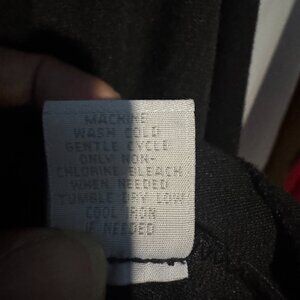 MACHINE
WASH COLD
GENTLE CYCLE
ONLY NON-
CHLORINE BLEACH
WHEN NEEDED
TUMBLE DRY LOW
COOL IRON
IF NEEDED